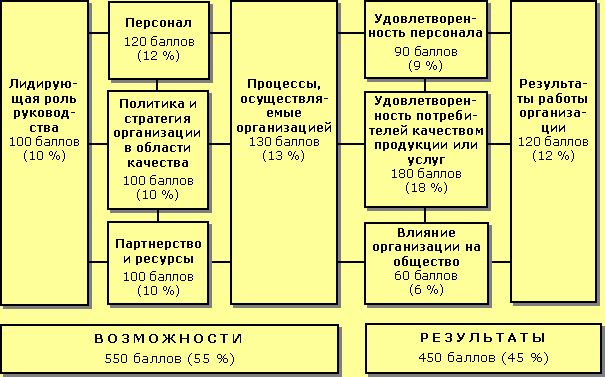 Лидирую-
щая роль
руковод-
ства
100 баллов
(10 %)
Персонал
120 баллов
(12 %)
Политика и
стратегия
организации
в области
качества
100 баллов
(10 %)
Партнерство
и ресурсы
100 баллов
(10 %)
Процессы,
осуществля-
емые
организацией
130 баллов
(13 %)
Удовлетворен-
ность персонала
90 баллов
(9 %)
Удовлетворен-
ность потреби-
телей качеством
продукции или
услуг
180 баллов
(18 %)
Влияние
организации на
общество
60 баллов
(6 %)
Результа-
ты работы
организа-
ции
120 баллов
(12 %)
ВОЗМОЖНОСТИ
550 баллов (55 %)
РЕЗУЛЬТАТЫ
450 баллов (45 %)